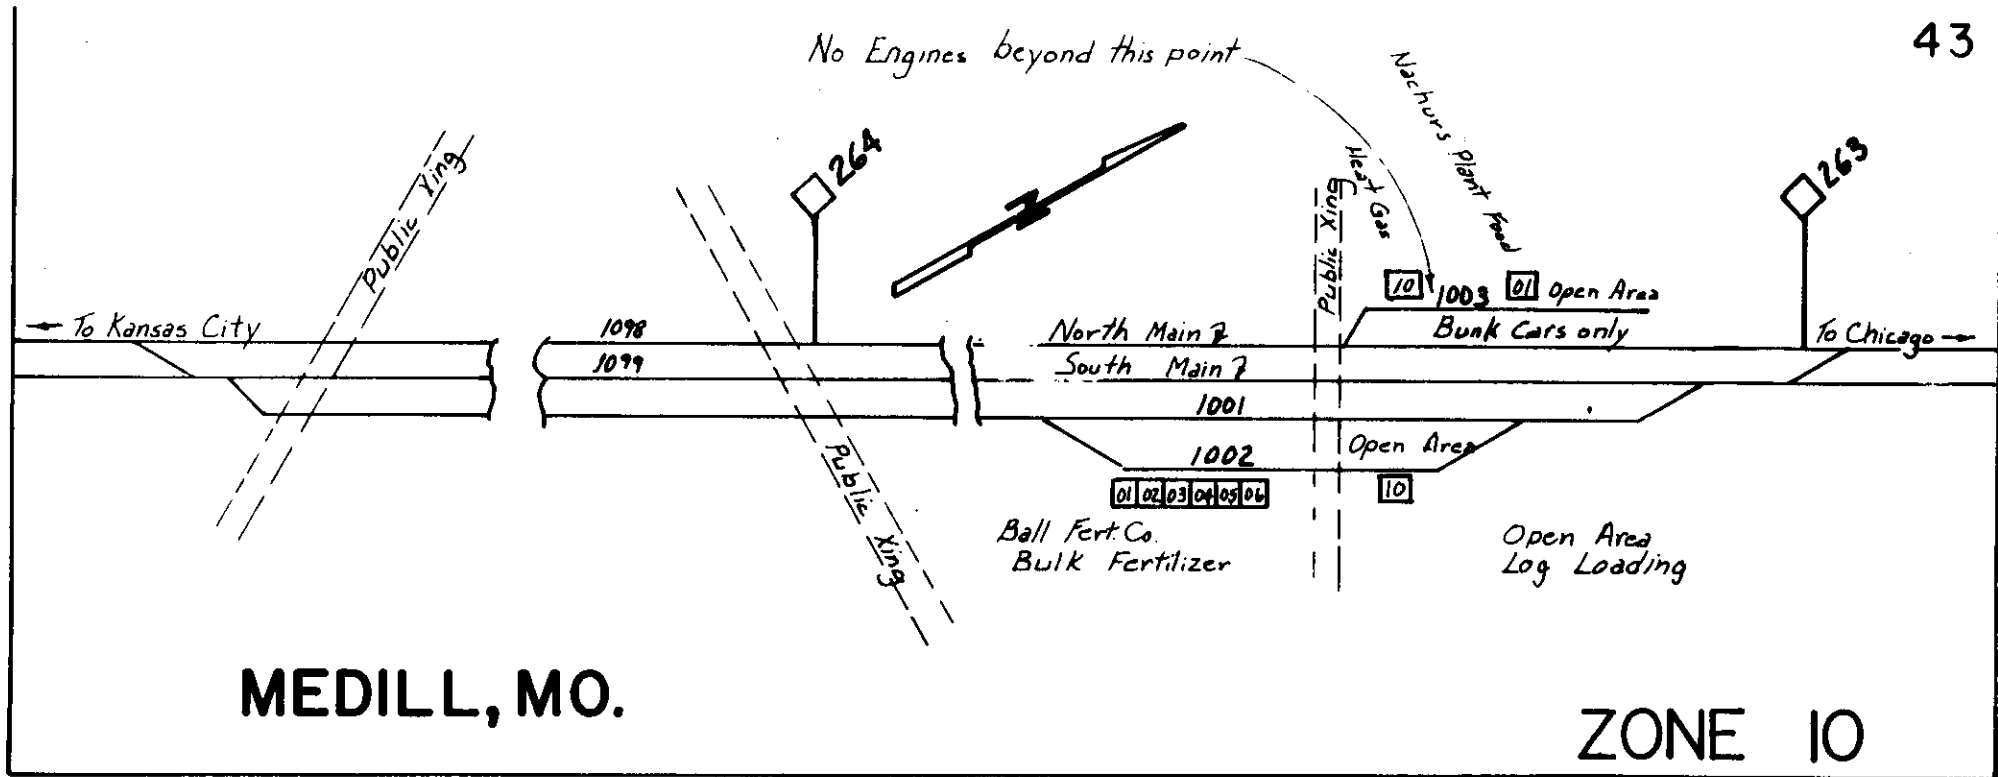 43
No Engines beyond this point
Nachurs Plant Food
Heat Gas
Public Xing
264
263
Public Xing
N
10
1003
01
Open Area
To Kansas City
1098
North Main
Bunk Cars only
To Chicago
1099
South Main
1001
Public Xing
1002
Open Area
01 02 03 04 05 06
10
Ball Fert. Co.
Bulk Fertilizer
Open Area
Log Loading
MEDILL, MO.
ZONE 10